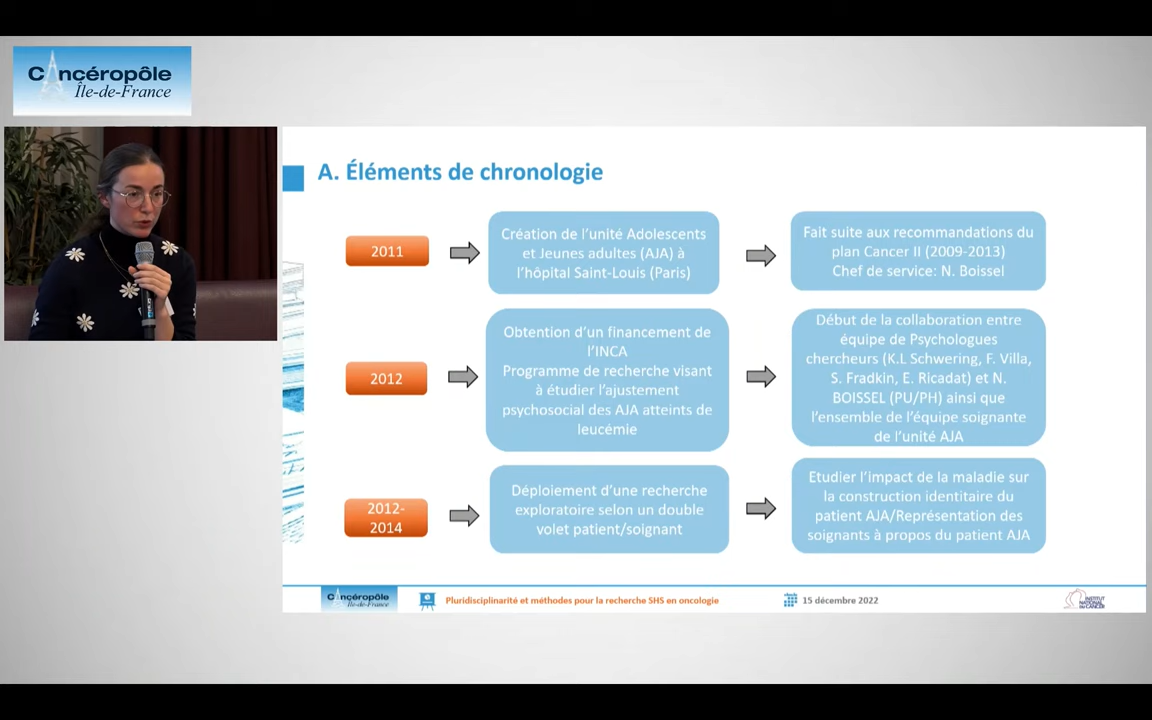 Cancéropôle
Île-de-France
A. Éléments de chronologie
2011
Création de l'unité Adolescents
et Jeunes adultes (AJA) à
l'hôpital Saint-Louis (Paris)
Fait suite aux recommandations du
plan Cancer II (2009-2013)
Chef de service: N. Boissel
2012
Obtention d'un financement de
l'INCA
Programme de recherche visant
à étudier l'ajustement
psychosocial des AJA atteints de
leucémie
Début de la collaboration entre
équipe de Psychologues
chercheurs (K.L Schwering, F. Villa,
S. Fradkin, E. Ricadat) et N.
BOISSEL (PU/PH) ainsi que
l'ensemble de l'équipe soignante
de l'unité AJA
2012-
2014
Déploiement d'une recherche
exploratoire selon un double
volet patient/soignant
Etudier l'impact de la maladie sur
la construction identitaire du
patient AJA/Représentation des
soignants à propos du patient AJA
Cancéropôle
Île-de-France
Pluridisciplinarité et méthodes pour la recherche SHS en oncologie
15 décembre 2022
INSTITUT
NATIONAL
DU CANCER